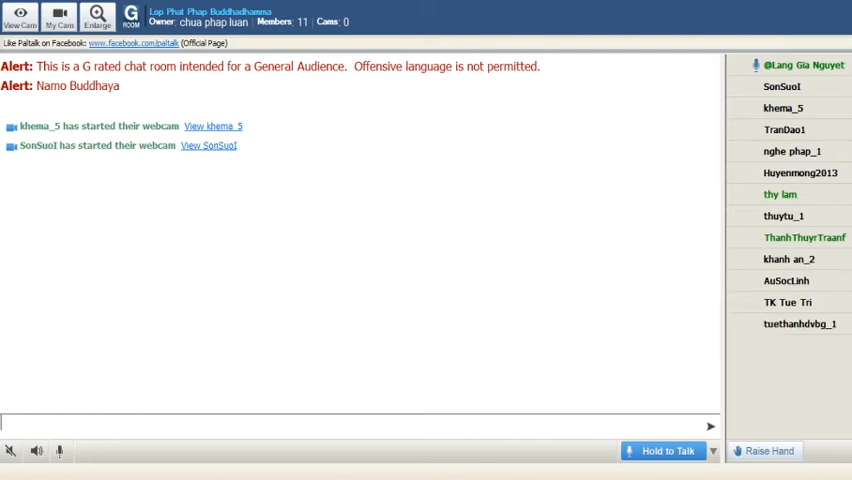 View Cam
My Cam
Enlarge
G
ROOM
Lop Phat Phap Buddhadhamma
Owner: chua phap luan Members: 11 Cams: 0
Like Paltalk on Facebook: www.facebook.com/paltalk (Official Page)
Alert: This is a G rated chat room intended for a General Audience. Offensive language is not permitted.
Alert: Namo Buddhaya
khema_5 has started their webcam View khema_5
SonSuoI has started their webcam View SonSuoI
@Lang Gia Nguyet
SonSuoI
khema_5
TranDao1
nghe phap_1
Huyenmong2013
thy lam
thuytu_1
ThanhThuyrTraanf
khanh an_2
AuSocLinh
TK Tue Tri
tuethanhdvbg_1
Hold to Talk
Raise Hand